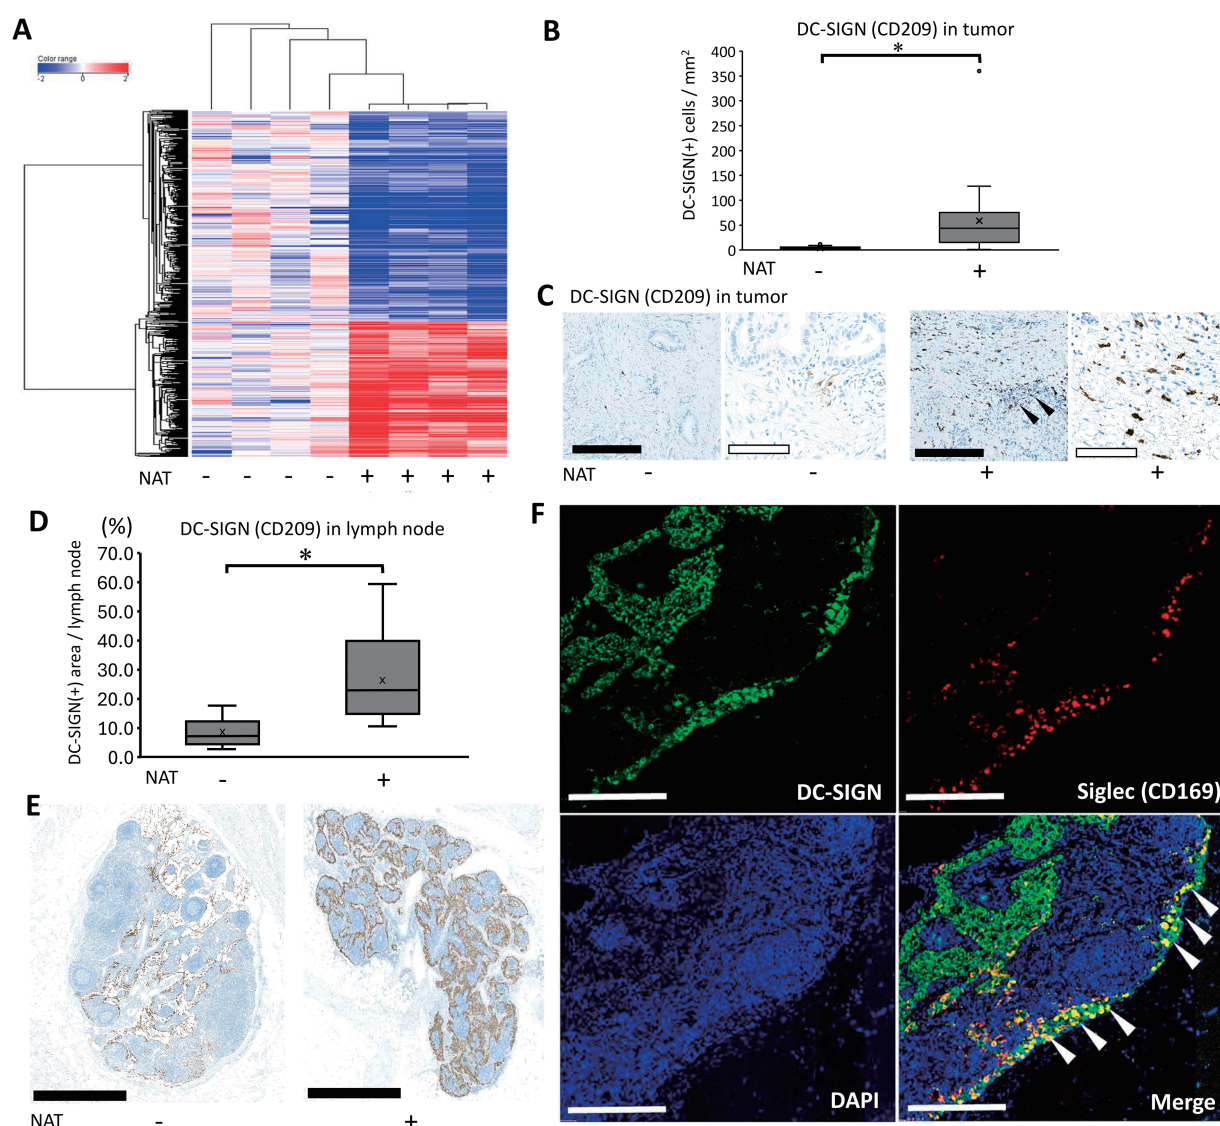 A
Color range
-2 0 2
NAT - - - - + + + +
B
DC-SIGN (CD209) in tumor
*
DC-SIGN(+) cells / mm²
400
350
300
250
200
150
100
50
0
NAT - +
C DC-SIGN (CD209) in tumor
NAT - - + +
D (%)
DC-SIGN (CD209) in lymph node
*
DC-SIGN(+) area / lymph node
70.0
60.0
50.0
40.0
30.0
20.0
10.0
0.0
NAT - +
E
NAT - +
F
DC-SIGN
Siglec (CD169)
DAPI
Merge